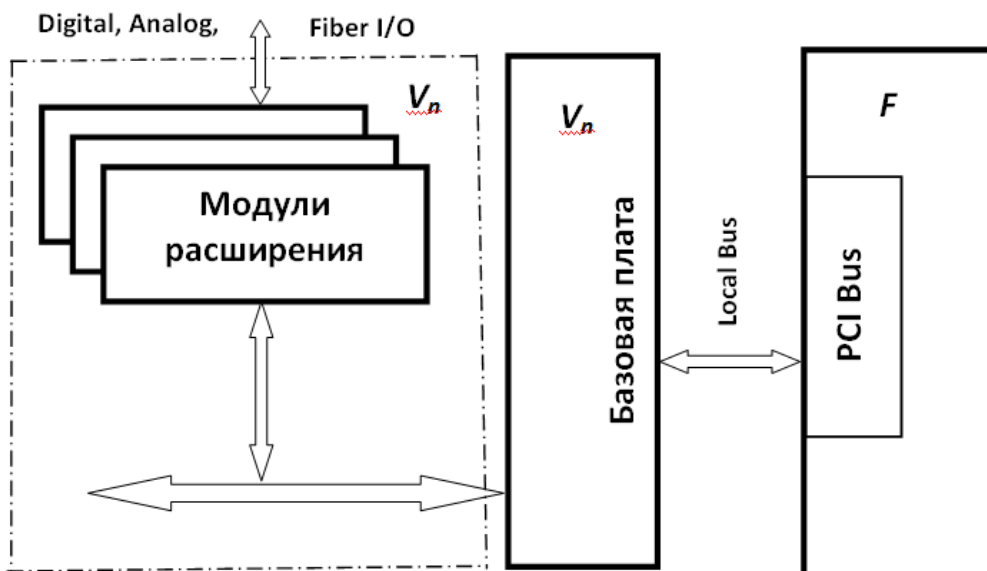 Digital, Analog, Fiber I/O
Vn
Модули
расширения
Vn
Базовая плата
Local Bus
F
PCI Bus